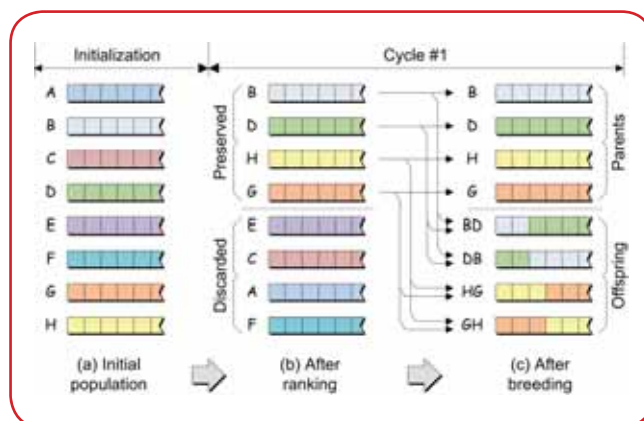 Initialization
Cycle #1
A
B
C
D
E
F
G
H
Preserved
B
D
H
G
Discarded
E
C
A
F
B
D
H
G
Parents
BD
DB
HG
GH
Offspring
(a) Initial
population
(b) After
ranking
(c) After
breeding